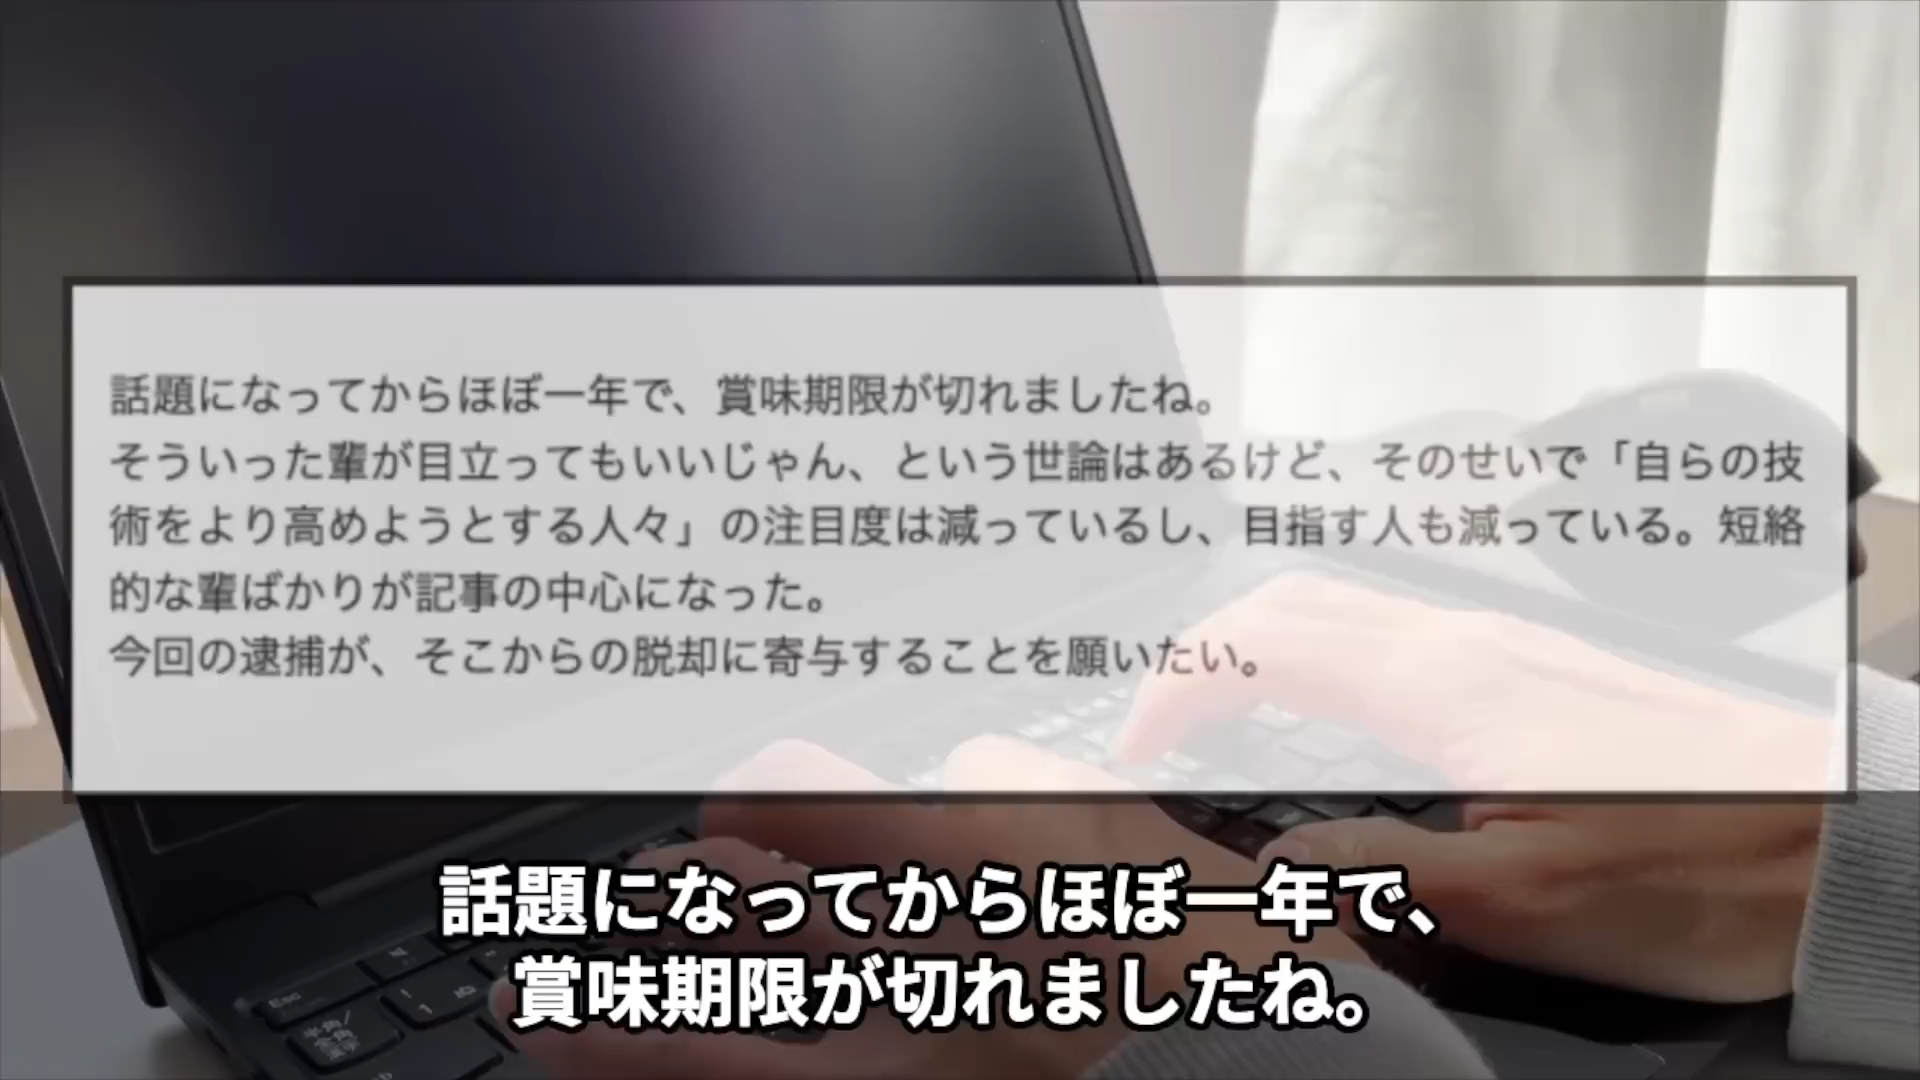 話題になってからほぼ一年で、賞味期限が切れましたね。
そういった輩が目立ってもいいじゃん、という世論はあるけど、そのせいで「自らの技
術をより高めようとする人々」の注目度は減っているし、目指す人も減っている。短絡
的な輩ばかりが記事の中心になった。
今回の逮捕が、そこからの脱却に寄与することを願いたい。
話題になってからほぼ一年で、
賞味期限が切れましたね。
Esc
半角/